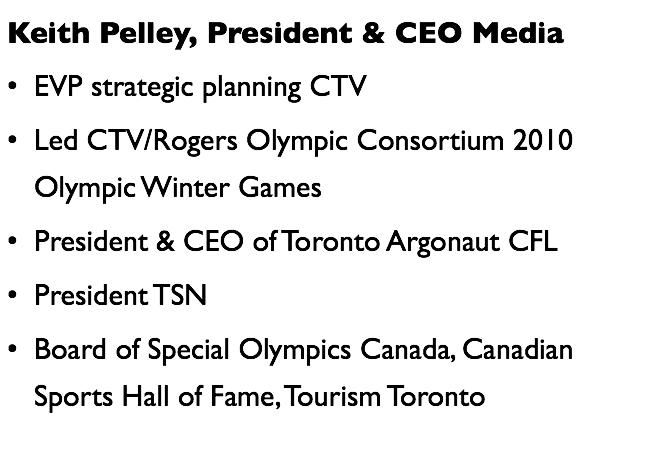 Keith Pelley, President & CEO Media
• EVP strategic planning CTV
• Led CTV/Rogers Olympic Consortium 2010
Olympic Winter Games
• President & CEO of Toronto Argonaut CFL
• President TSN
• Board of Special Olympics Canada, Canadian
Sports Hall of Fame, Tourism Toronto